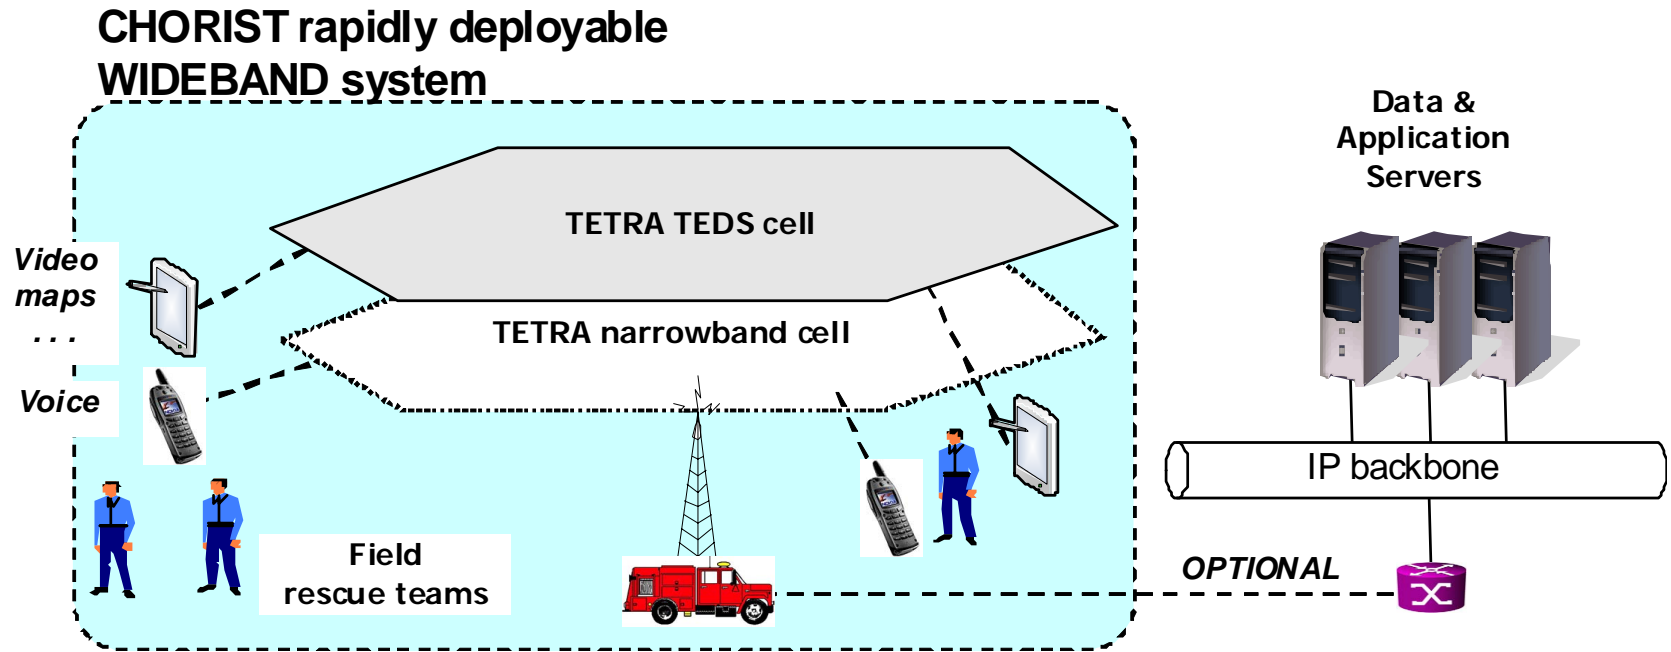 CHORIST rapidly deployable
WIDEBAND system
Data &
Application
Servers
TETRA TEDS cell
Video
maps
. . .
TETRA narrowband cell
Voice
IP backbone
Field
rescue teams
OPTIONAL